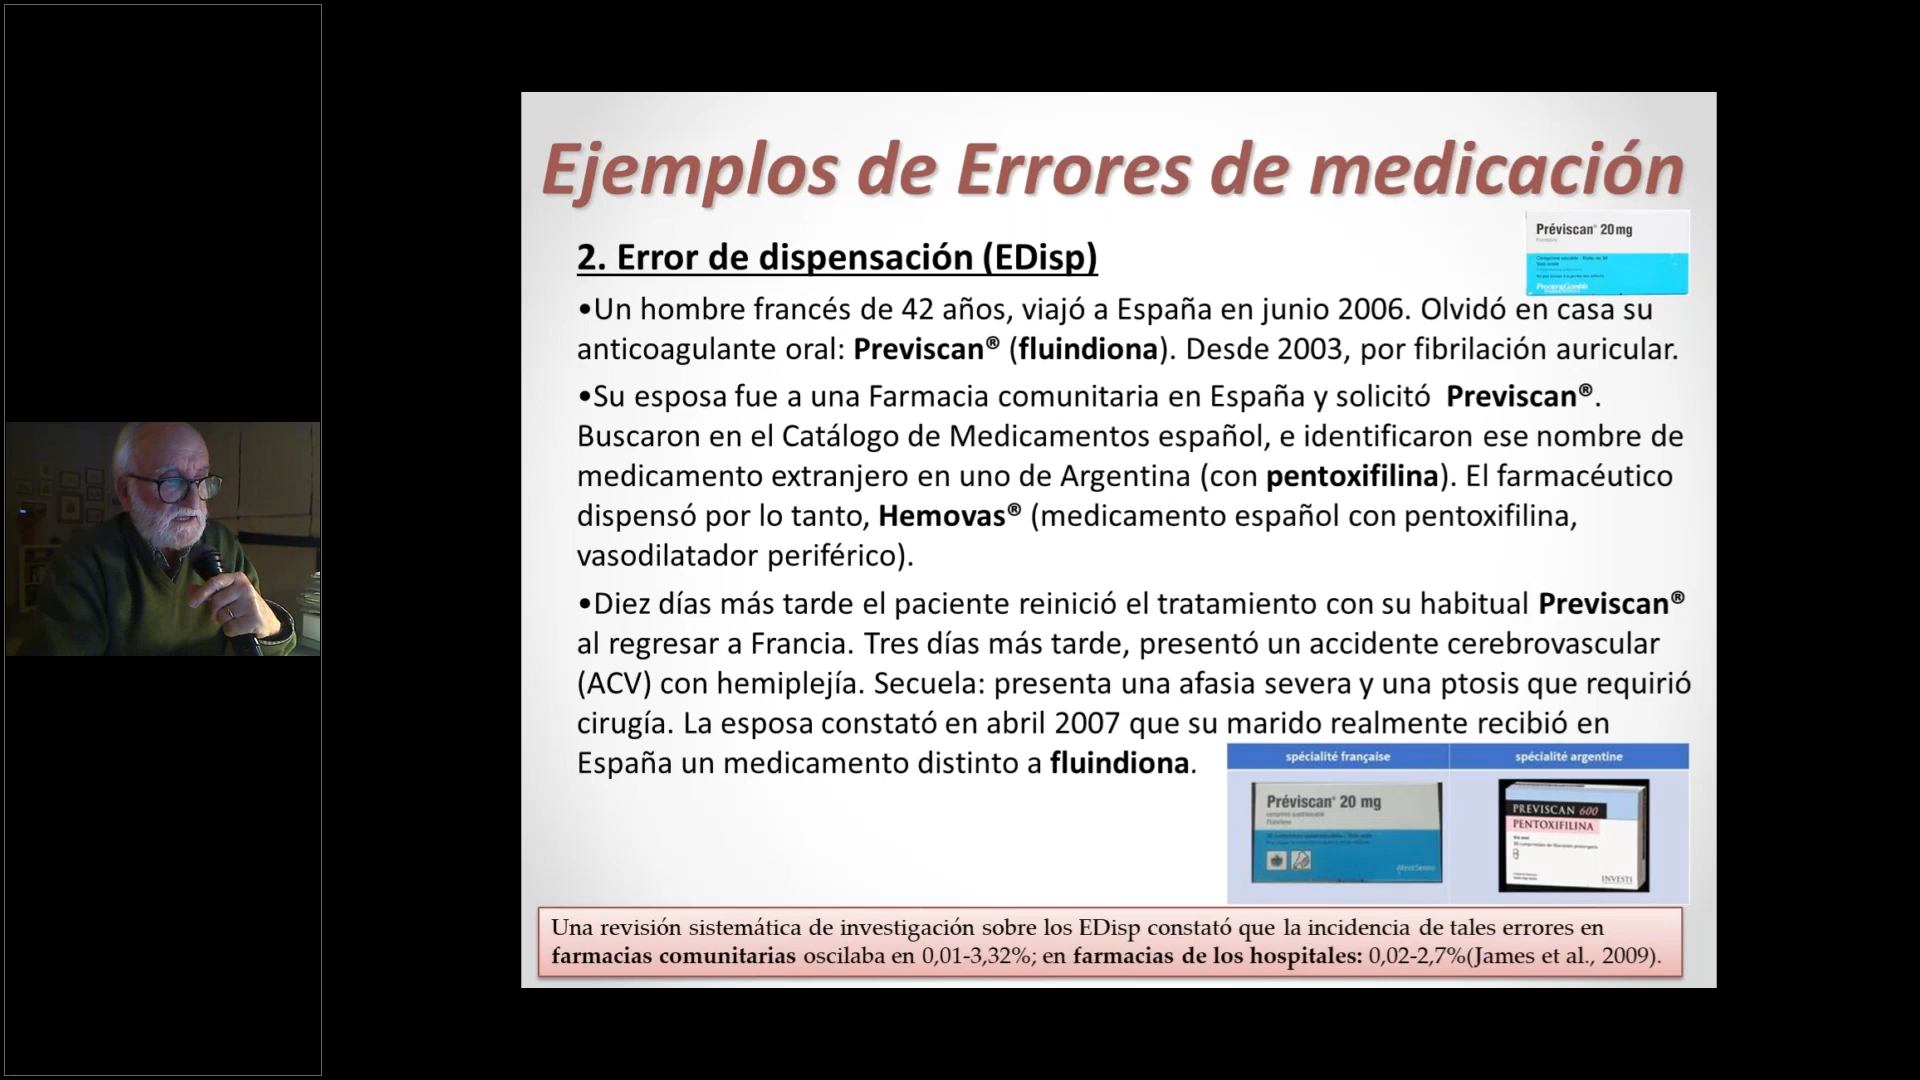 Ejemplos de Errores de medicación
Préviscan® 20 mg
2. Error de dispensación (EDisp)
Procter & Gamble
•Un hombre francés de 42 años, viajó a España en junio 2006. Olvidó en casa su
anticoagulante oral: Previscan® (fluindiona). Desde 2003, por fibrilación auricular.
•Su esposa fue a una Farmacia comunitaria en España y solicitó Previscan®.
Buscaron en el Catálogo de Medicamentos español, e identificaron ese nombre de
medicamento extranjero en uno de Argentina (con pentoxifilina). El farmacéutico
dispensó por lo tanto, Hemovas® (medicamento español con pentoxifilina,
vasodilatador periférico).
•Diez días más tarde el paciente reinició el tratamiento con su habitual Previscan®
al regresar a Francia. Tres días más tarde, presentó un accidente cerebrovascular
(ACV) con hemiplejía. Secuela: presenta una afasia severa y una ptosis que requirió
cirugía. La esposa constató en abril 2007 que su marido realmente recibió en
España un medicamento distinto a fluindiona.
spécialité française
spécialité argentine
Préviscan® 20 mg
PREVISCAN 600
PENTOXIFILINA
INVESTI
Una revisión sistemática de investigación sobre los EDisp constató que la incidencia de tales errores en
farmacias comunitarias oscilaba en 0,01-3,32%; en farmacias de los hospitales: 0,02-2,7%(James et al., 2009).